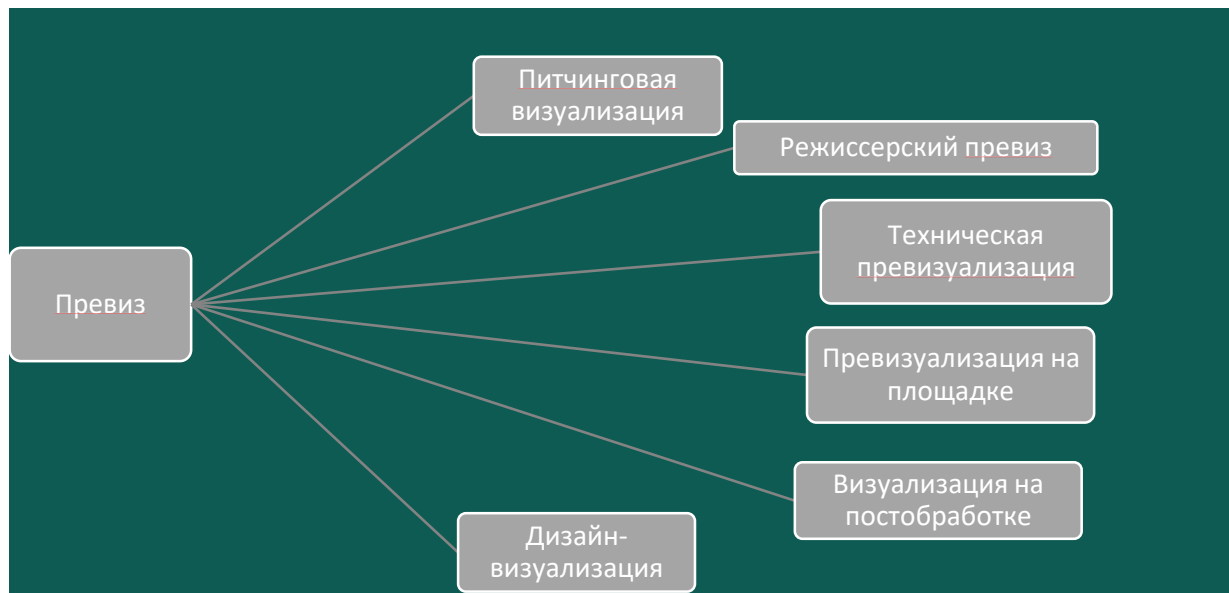 Питчинговая
визуализация
Режиссерский превиз
Техническая
превизуализация
Превиз
Превизуализация на
площадке
Визуализация на
постобработке
Дизайн-
визуализация